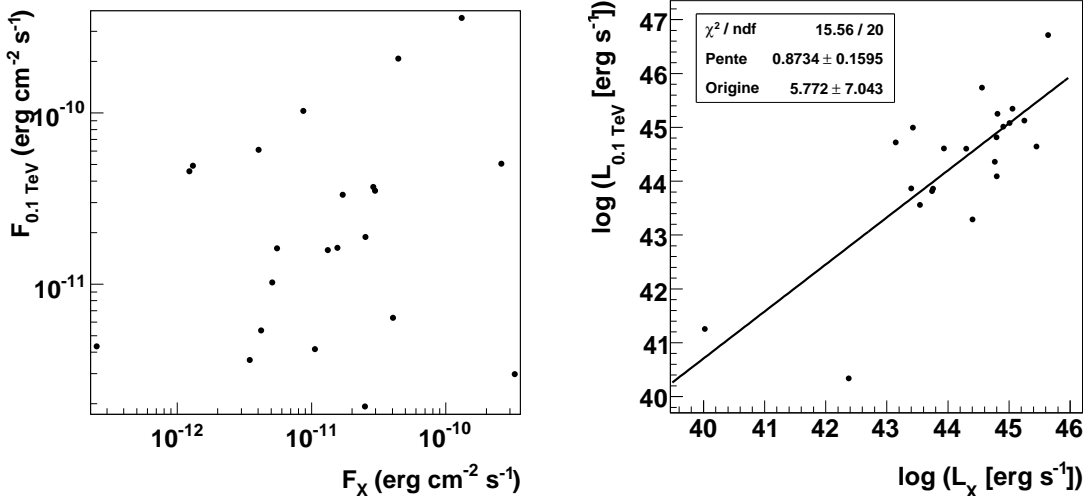 F0.1 TeV (erg cm-2 s-1)
10-10
10-11
10-12
10-11
10-10
FX (erg cm-2 s-1)
log (L0.1 TeV [erg s-1])
47
46
45
44
43
42
41
40
χ2 / ndf 15.56 / 20
Pente 0.8734 ± 0.1595
Origine 5.772 ± 7.043
40
41
42
43
44
45
46
log (LX [erg s-1])